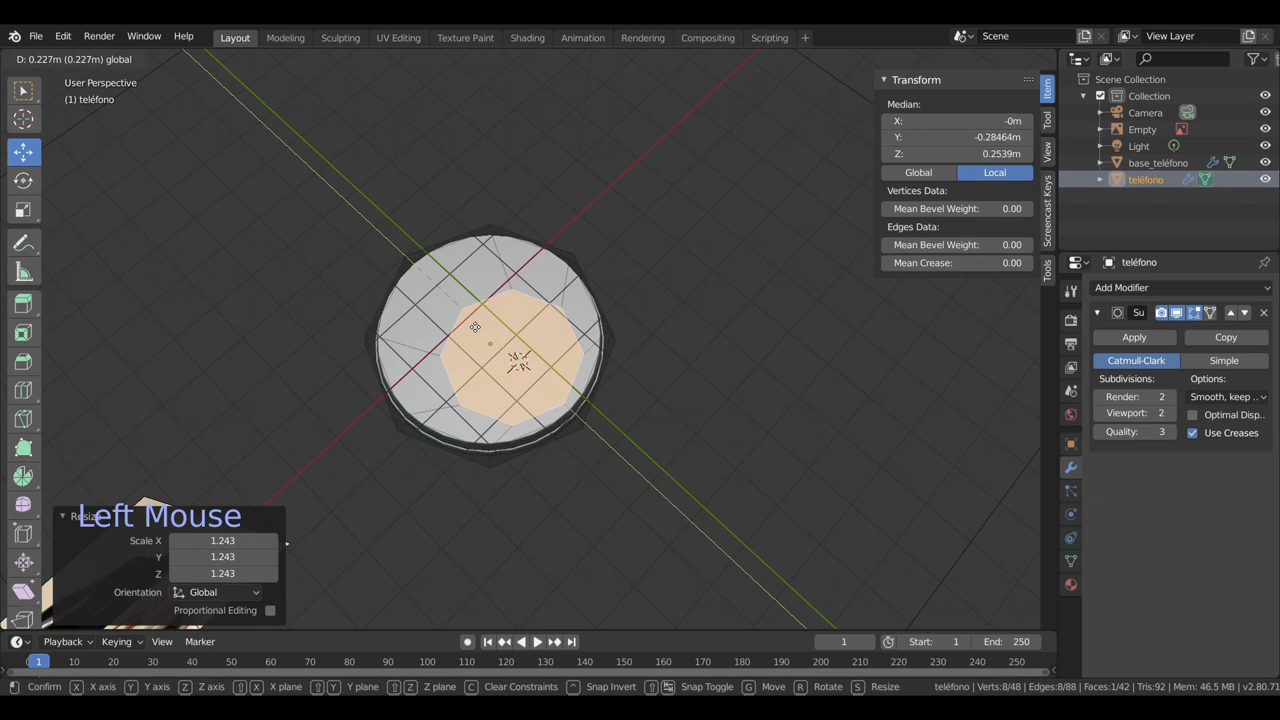 File Edit Render Window Help Layout Modeling Sculpting UV Editing Texture Paint Shading Animation Rendering Compositing Scripting + Scene View Layer
D: 0.227m (0.227m) global
User Perspective
(1) teléfono
Transform
Median:
X: -0m
Y: -0.28464m
Z: 0.2539m
Global Local
Vertices Data:
Mean Bevel Weight: 0.00
Edges Data:
Mean Bevel Weight: 0.00
Mean Crease: 0.00
Item
Tool
View
Screencast Keys
Tools
Scene Collection
Collection
Camera
Empty
Light
base_teléfono
teléfono
teléfono
Add Modifier
Su
Apply Copy
Catmull-Clark Simple
Subdivisions: Options:
Render: 2 Smooth, keep ..
Viewport: 2 Optimal Disp..
Quality: 3 Use Creases
Left Mouse
Resize
Scale X 1.243
Y 1.243
Z 1.243
Orientation Global
Proportional Editing
Playback Keying View Marker 1 Start: 1 End: 250
1 10 20 30 40 50 60 70 80 90 100 110 120 130 140 150 160 170 180 190 200 210 220 230 240 250
Confirm X X axis Y Y axis Z Z axis X X plane Y Y plane Z Z plane C Clear Constraints Snap Invert Snap Toggle G Move R Rotate S Resize teléfono | Verts:8/48 | Edges:8/88 | Faces:1/42 | Tris:92 | Mem: 46.5 MB | v2.80.71